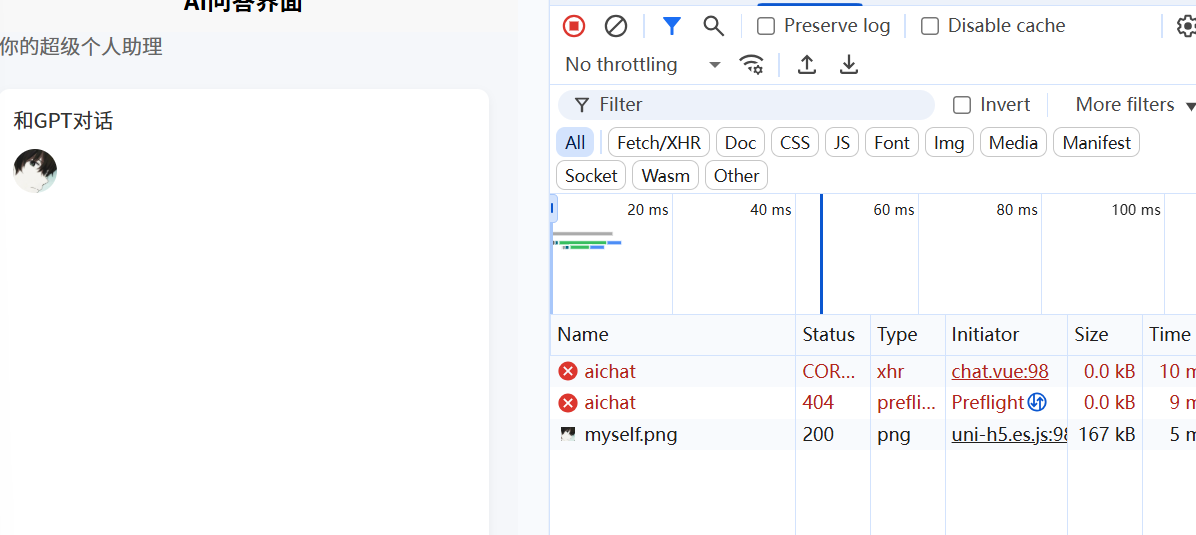 AI问答界面
你的超级个人助理
和GPT对话
Preserve log
Disable cache
No throttling
Filter
Invert
More filters
All
Fetch/XHR
Doc
CSS
JS
Font
Img
Media
Manifest
Socket
Wasm
Other
20 ms
40 ms
60 ms
80 ms
100 ms
Name Status Type Initiator Size Time
aichat COR... xhr chat.vue:98 0.0 kB 10 m
aichat 404 prefli... Preflight 0.0 kB 9 m
myself.png 200 png uni-h5.es.js:98 167 kB 5 m